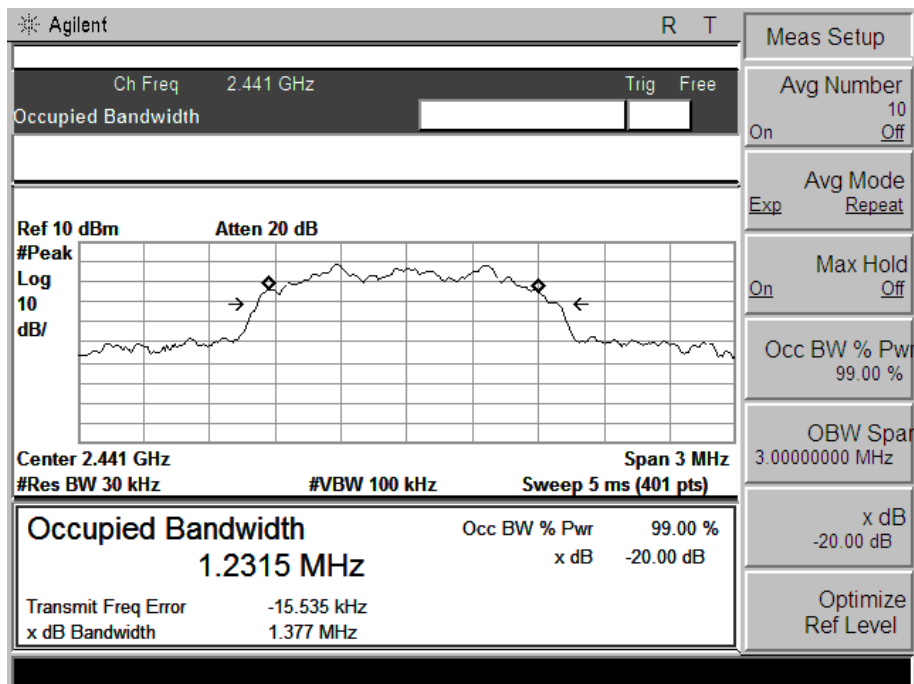 Agilent R T
Ch Freq 2.441 GHz Trig Free
Occupied Bandwidth
Ref 10 dBm Atten 20 dB
#Peak
Log
10
dB/
Center 2.441 GHz Span 3 MHz
#Res BW 30 kHz #VBW 100 kHz Sweep 5 ms (401 pts)
Occupied Bandwidth
1.2315 MHz
Occ BW % Pwr 99.00 %
x dB -20.00 dB
Transmit Freq Error -15.535 kHz
x dB Bandwidth 1.377 MHz
Meas Setup
Avg Number
10
On Off
Avg Mode
Exp Repeat
Max Hold
On Off
Occ BW % Pwr
99.00 %
OBW Span
3.00000000 MHz
x dB
-20.00 dB
Optimize
Ref Level